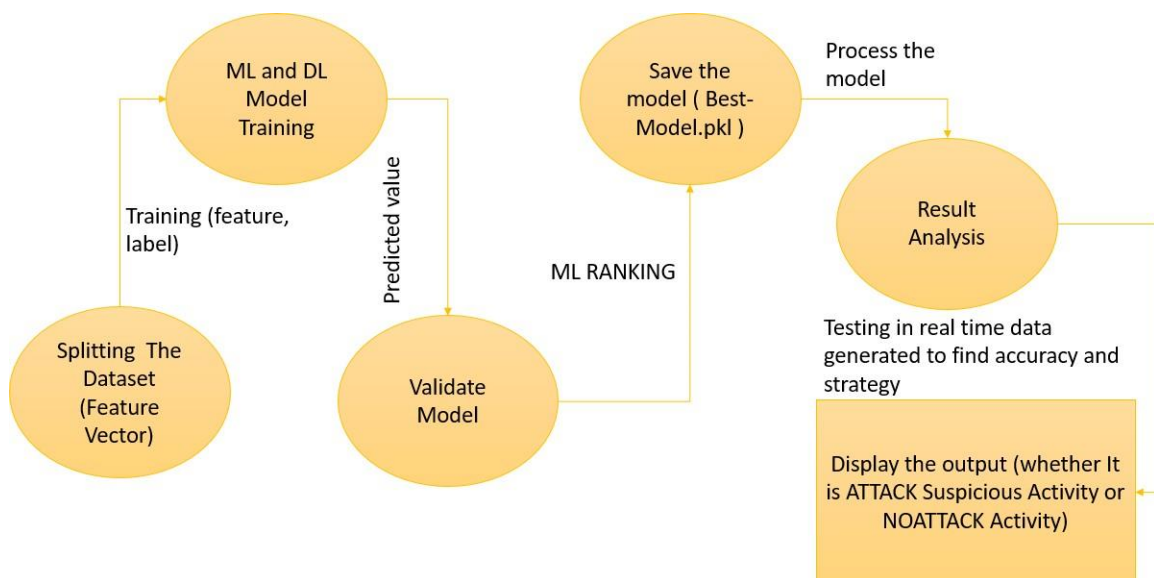 ML and DL
Model
Training
Training (feature,
label)
Splitting The
Dataset
(Feature
Vector)
Predicted value
Validate
Model
ML RANKING
Save the
model ( Best-
Model.pkl )
Process the
model
Result
Analysis
Testing in real time data
generated to find accuracy and
strategy
Display the output (whether It
is ATTACK Suspicious Activity or
NOATTACK Activity)